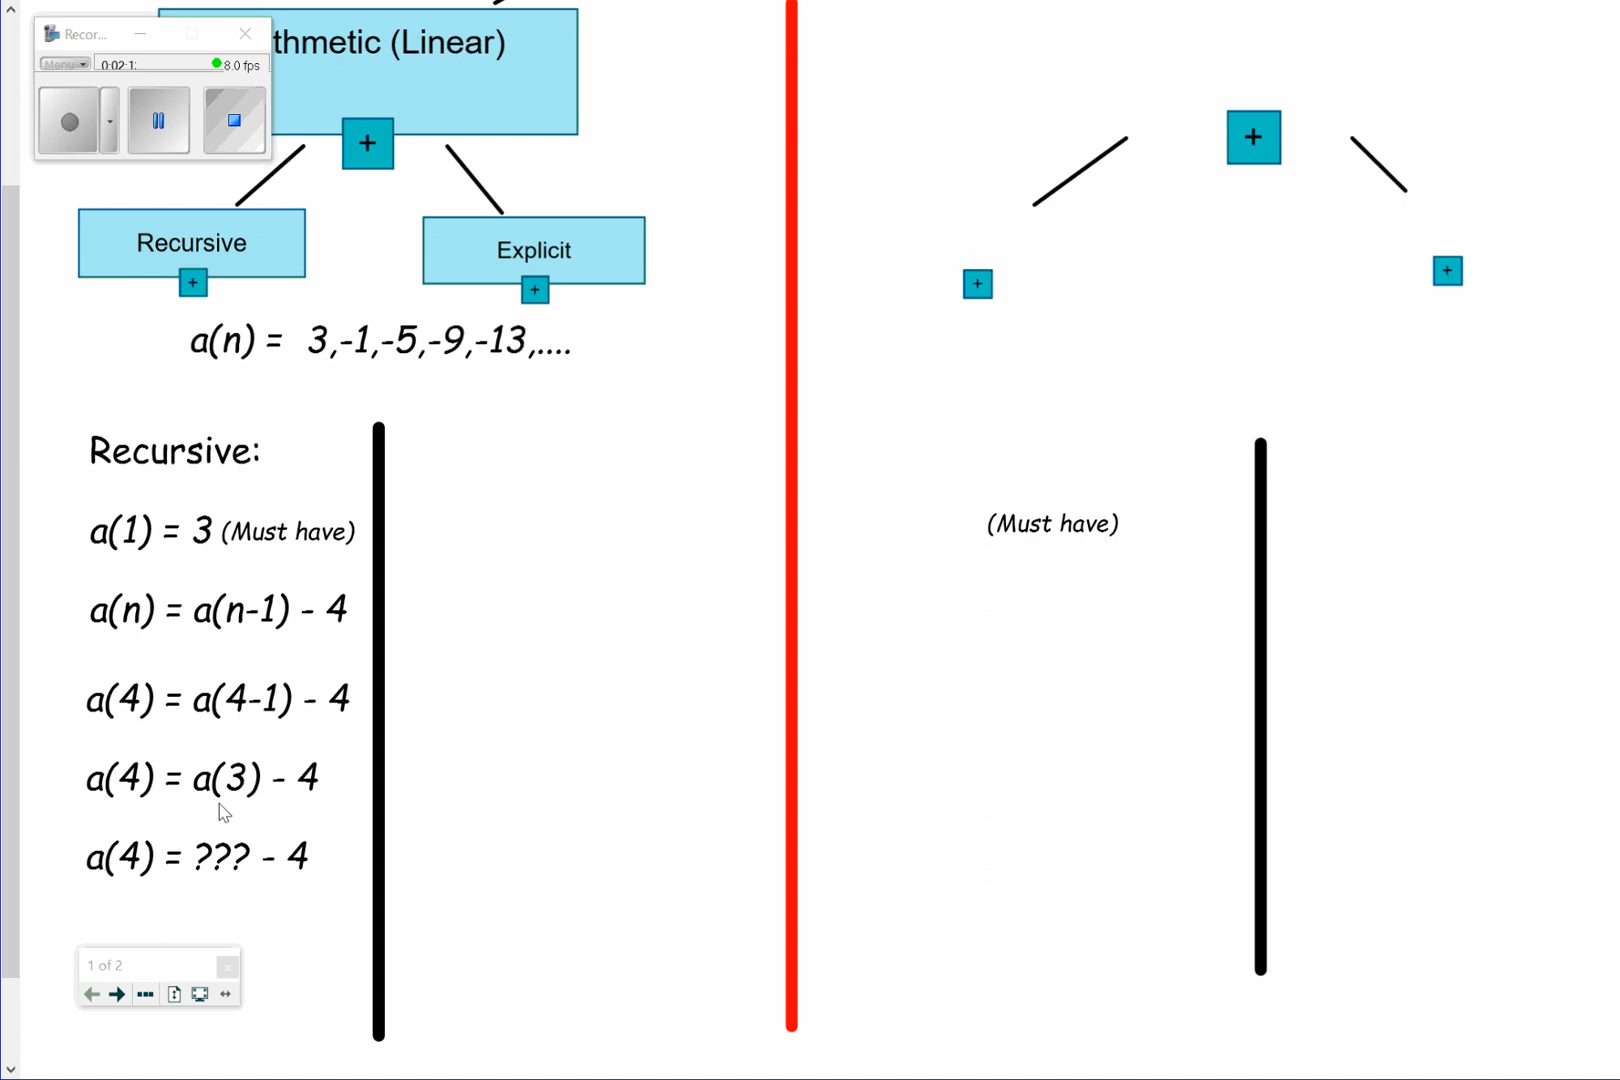 Recor...
Menu
0:02:1
8.0 fps
thmetic (Linear)
+
+
Recursive
Explicit
+
+
+
+
a(n) = 3,-1,-5,-9,-13,....
Recursive:
a(1) = 3 (Must have)
(Must have)
a(n) = a(n-1) - 4
a(4) = a(4-1) - 4
a(4) = a(3) - 4
a(4) = ??? - 4
1 of 2